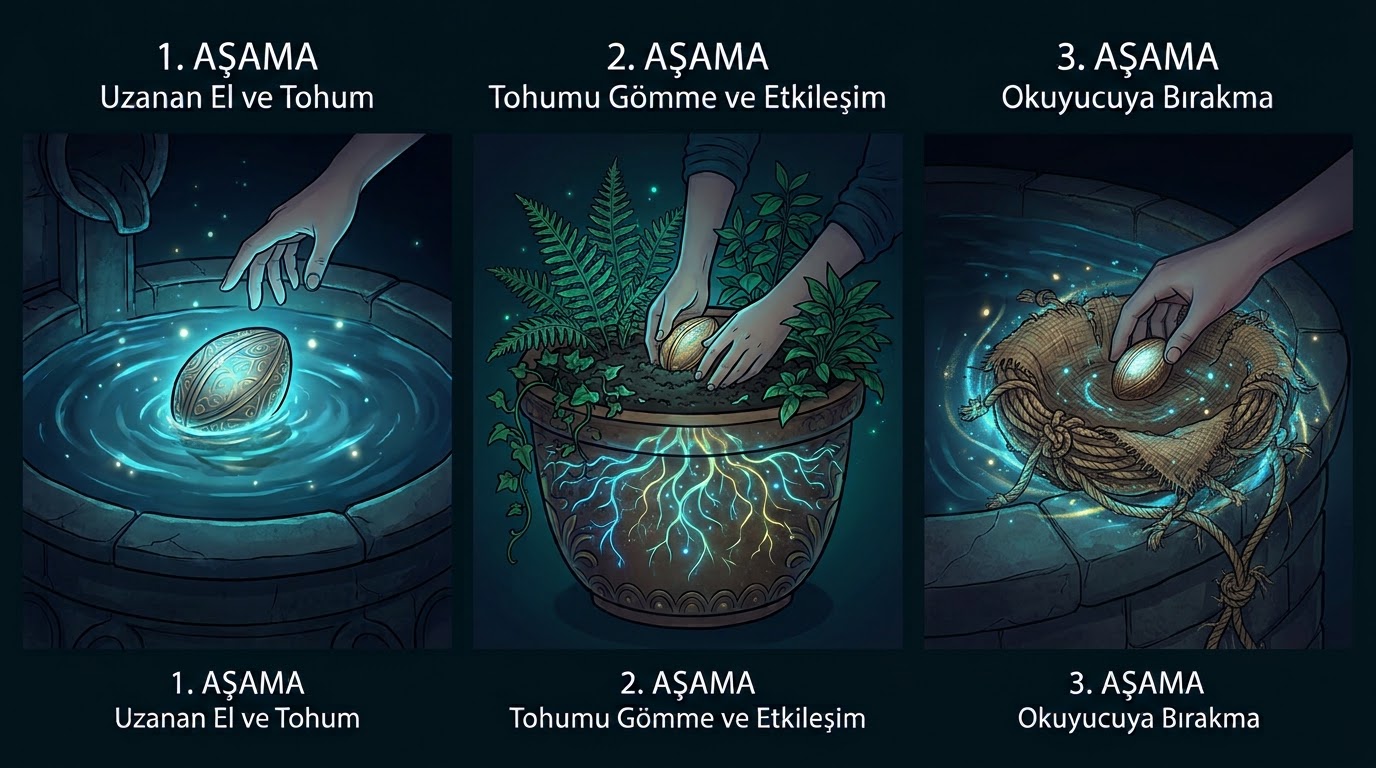 1. AŞAMA
Uzanan El ve Tohum
2. AŞAMA
Tohumu Gömme ve Etkileşim
3. AŞAMA
Okuyucuya Bırakma
1. AŞAMA
Uzanan El ve Tohum
2. AŞAMA
Tohumu Gömme ve Etkileşim
3. AŞAMA
Okuyucuya Bırakma